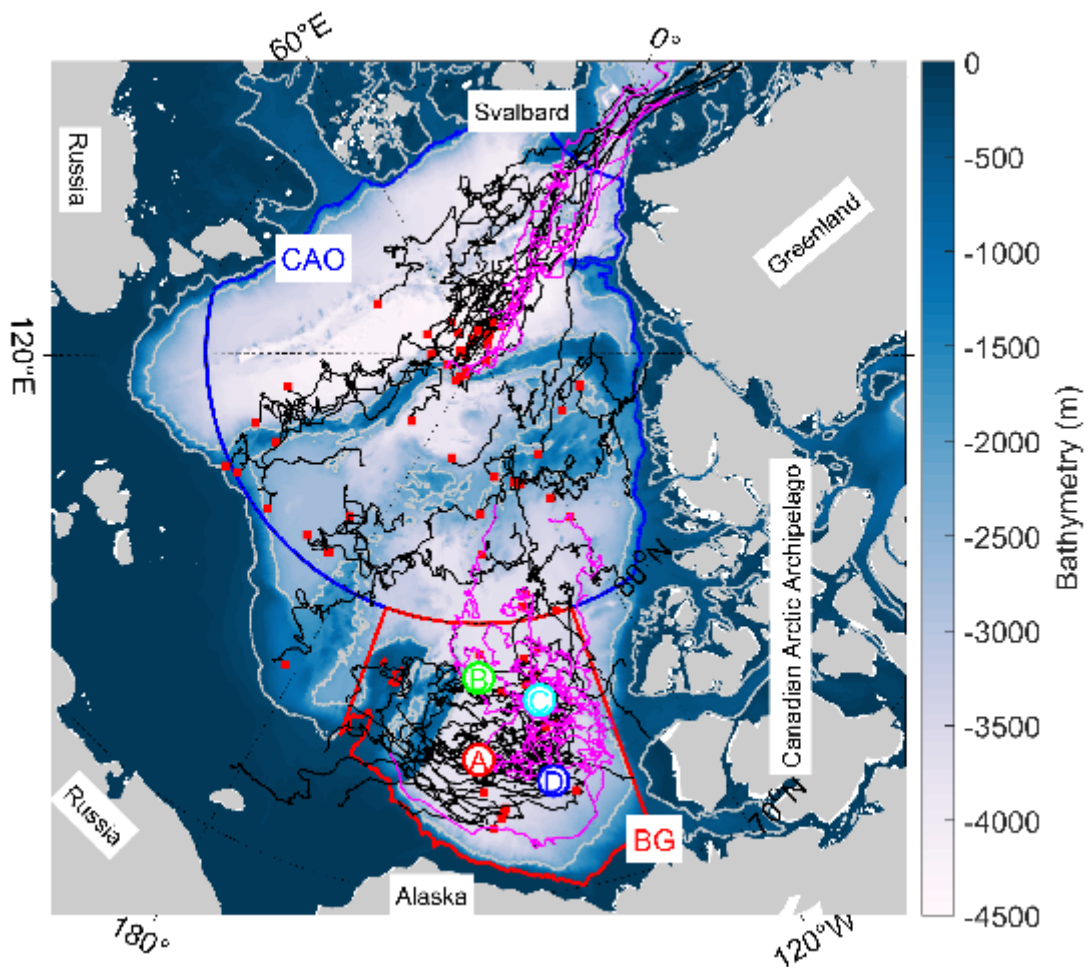 60°E
0°
0
Svalbard
Russia
-500
Greenland
-1000
CAO
-1500
120°E
-2000
Bathymetry (m)
Canadian Arctic Archipelago
-2500
80°N
-3000
B
C
-3500
A
D
70°N
Russia
BG
-4000
Alaska
-4500
180°
120°W